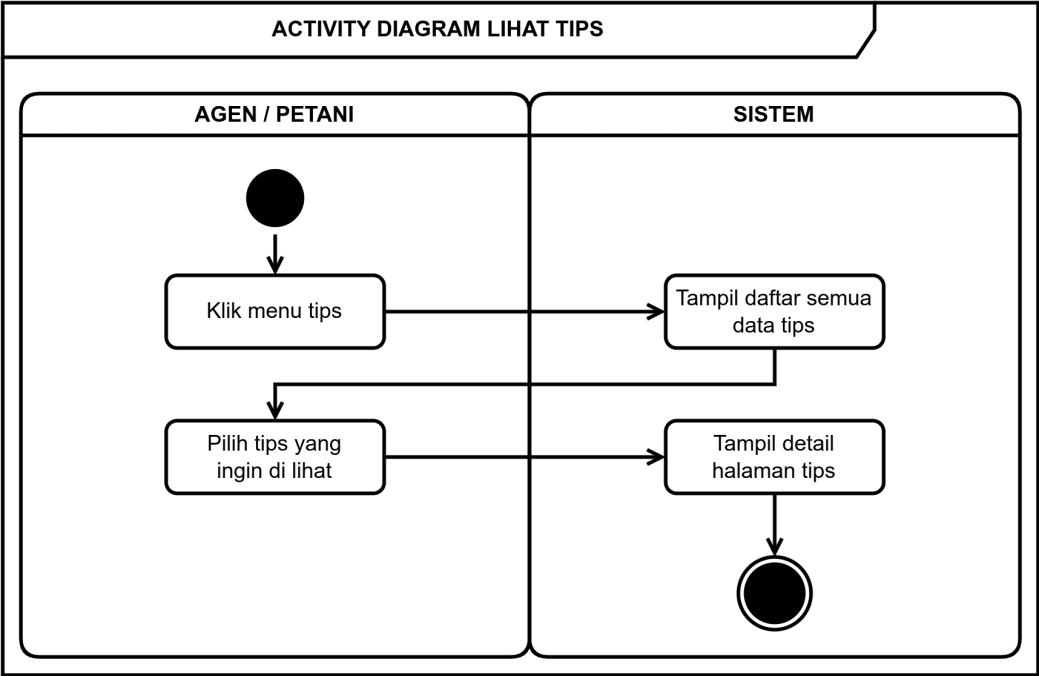 ACTIVITY DIAGRAM LIHAT TIPS
AGEN / PETANI
SISTEM
Klik menu tips
Tampil daftar semua
data tips
Pilih tips yang
ingin di lihat
Tampil detail
halaman tips